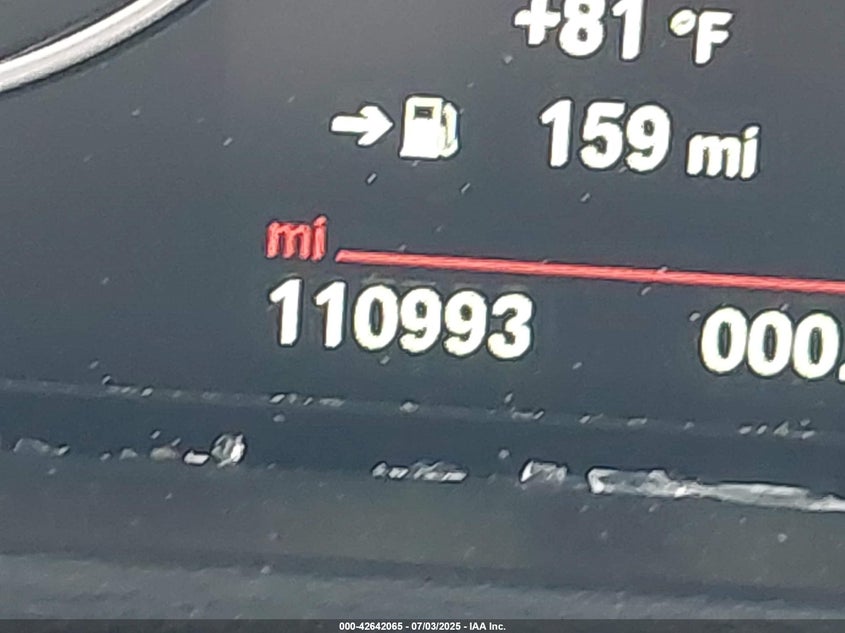 +81 °F
159 mi
mi
110993 000.
000-42642065 - 07/03/2025 - IAA Inc.